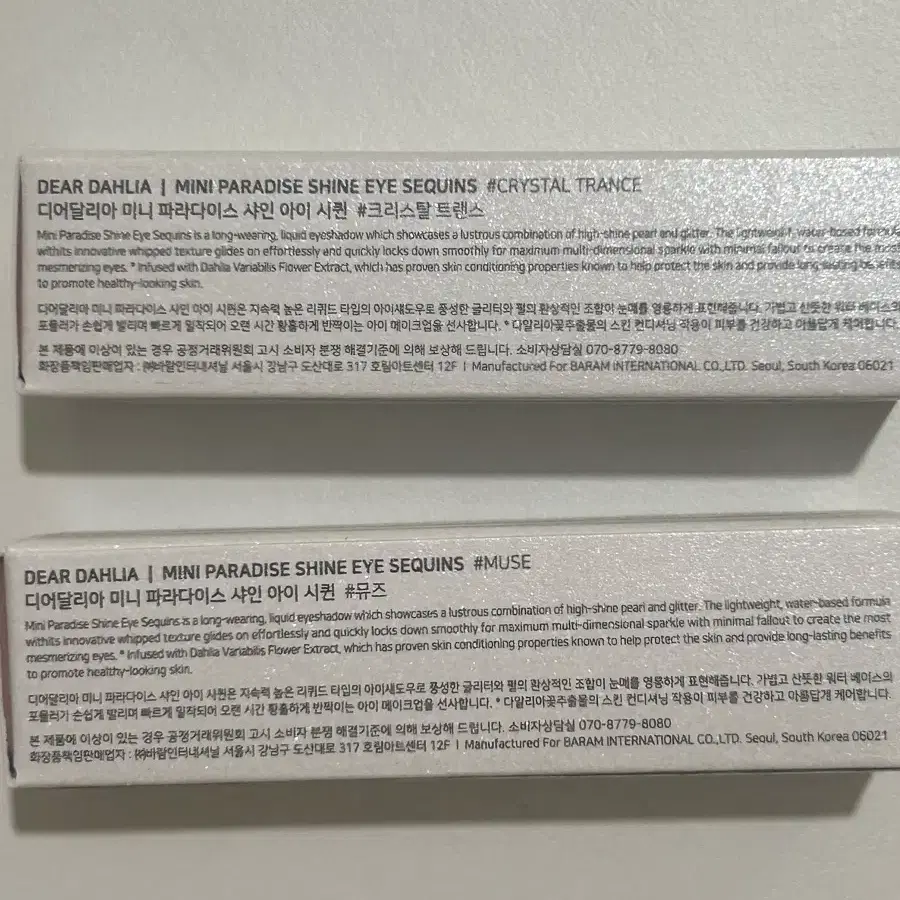 DEAR DAHLIA | MINI PARADISE SHINE EYE SEQUINS #CRYSTAL TRANCE
디어달리아 미니 파라다이스 샤인 아이 시퀸 #크리스탈 트랜스
Mini Paradise Shine Eye Sequins is a long-wearing, liquid eyeshadow which showcases a lustrous combination of high-shine pearl and glitter. The lightweight, water-based formula
withits innovative whipped texture glides on effortlessly and quickly locks down smoothly for maximum multi-dimensional sparkle with minimal fallout to create the most
mesmerizing eyes. * Infused with Dahlia Variabilis Flower Extract, which has proven skin conditioning properties known to help protect the skin and provide long-lasting benefits
to promote healthy-looking skin.
디어달리아 미니 파라다이스 샤인 아이 시퀸은 지속력 높은 리퀴드 타입의 아이섀도우로 풍성한 글리터와 펄의 환상적인 조합이 눈매를 영롱하게 표현해줍니다. 가볍고 산뜻한 워터 베이스의
포뮬러가 손쉽게 발리며 빠르게 밀착되어 오랜 시간 황홀하게 반짝이는 아이 메이크업을 선사합니다. * 다알리아꽃추출물의 스킨 컨디셔닝 작용이 피부를 건강하고 아름답게 케어합니다.
본 제품에 이상이 있는 경우 공정거래위원회 고시 소비자 분쟁 해결기준에 의해 보상해 드립니다. 소비자상담실 070-8779-8080
화장품책임판매업자 : ㈜바람인터내셔날 서울시 강남구 도산대로 317 호림아트센터 12F | Manufactured For BARAM INTERNATIONAL CO.,LTD. Seoul, South Korea 06021
DEAR DAHLIA | MINI PARADISE SHINE EYE SEQUINS #MUSE
디어달리아 미니 파라다이스 샤인 아이 시퀸 #뮤즈
Mini Paradise Shine Eye Sequins is a long-wearing, liquid eyeshadow which showcases a lustrous combination of high-shine pearl and glitter. The lightweight, water-based formula
withits innovative whipped texture glides on effortlessly and quickly locks down smoothly for maximum multi-dimensional sparkle with minimal fallout to create the most
mesmerizing eyes. * Infused with Dahlia Variabilis Flower Extract, which has proven skin conditioning properties known to help protect the skin and provide long-lasting benefits
to promote healthy-looking skin.
디어달리아 미니 파라다이스 샤인 아이 시퀸은 지속력 높은 리퀴드 타입의 아이섀도우로 풍성한 글리터와 펄의 환상적인 조합이 눈매를 영롱하게 표현해줍니다. 가볍고 산뜻한 워터 베이스의
포뮬러가 손쉽게 발리며 빠르게 밀착되어 오랜 시간 황홀하게 반짝이는 아이 메이크업을 선사합니다. * 다알리아꽃추출물의 스킨 컨디셔닝 작용이 피부를 건강하고 아름답게 케어합니다.
본 제품에 이상이 있는 경우 공정거래위원회 고시 소비자 분쟁 해결기준에 의해 보상해 드립니다. 소비자상담실 070-8779-8080
화장품책임판매업자 : ㈜바람인터내셔날 서울시 강남구 도산대로 317 호림아트센터 12F | Manufactured For BARAM INTERNATIONAL CO.,LTD. Seoul, South Korea 06021